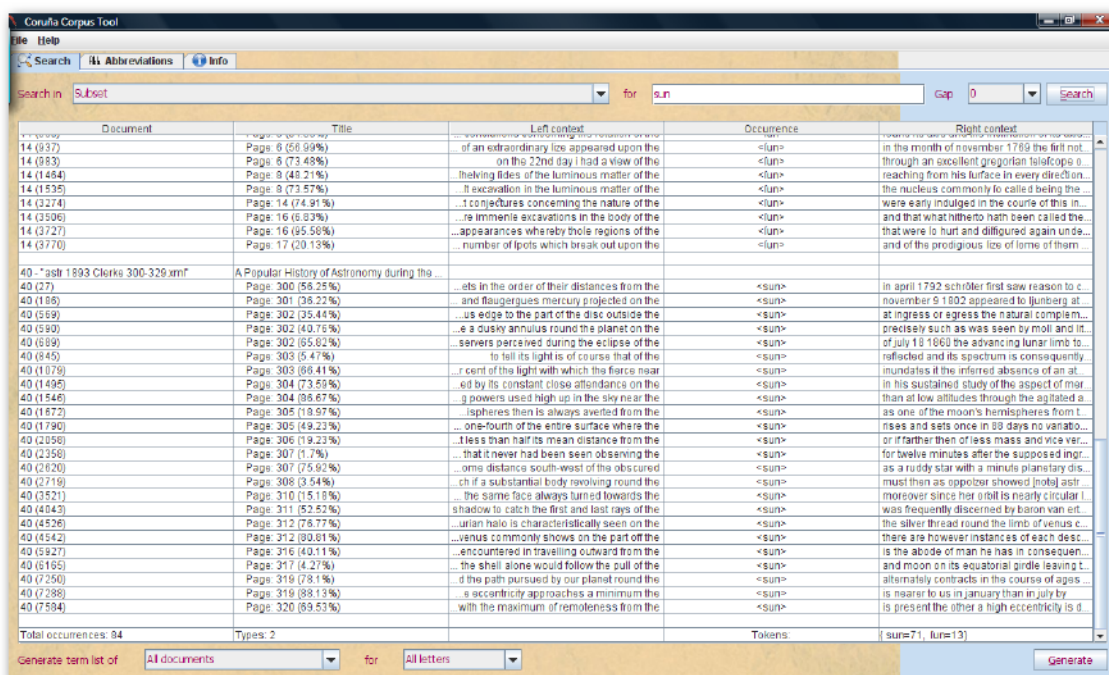 Coruña Corpus Tool
File Help
Search Abbreviations Info
Search in Subset for sun Gap 0 Search
Document Title Left context Occurrence Right context
14 (937) Page: 6 (56.99%) ... of an extraordinary lize appeared upon the <ſun> in the month of november 1769 the firſt not...
14 (983) Page: 6 (73.48%) on the 22nd day i had a view of the <ſun> through an excellent gregorian teleſcope o...
14 (1464) Page: 8 (48.21%) ... ſhelving ſides of the luminous matter of the <ſun> reaching from his ſurface in every direction...
14 (1535) Page: 8 (73.57%) ...ſt excavation in the luminous matter of the <ſun> the nucleus commonly ſo called being the ...
14 (3274) Page: 14 (74.91%) ...t conjectures concerning the nature of the <ſun> were early indulged in the courſe of this in...
14 (3506) Page: 16 (6.83%) ...re immenſe excavations in the body of the <ſun> and that what hitherto hath been called the...
14 (3727) Page: 16 (95.58%) ...appearances whereby thoſe regions of the <ſun> that were ſo hurt and diſfigured again unde...
14 (3770) Page: 17 (20.13%) ... number of ſpots which break out upon the <ſun> and of the prodigious ſize of ſome of them ...
40 - "astr 1893 Clerke 300-329.xml" A Popular History of Astronomy during the ...
40 (27) Page: 300 (56.25%) ...ets in the order of their distances from the <sun> in april 1792 schröter first saw reason to c...
40 (186) Page: 301 (36.22%) ... and flaugergues mercury projected on the <sun> november 9 1802 appeared to ljunberg at ...
40 (569) Page: 302 (35.44%) ...us edge to the part of the disc outside the <sun> at ingress or egress the natural complem...
40 (590) Page: 302 (40.76%) ...e a dusky annulus round the planet on the <sun> precisely such as was seen by moll and lit...
40 (689) Page: 302 (65.82%) ...servers perceived during the eclipse of the <sun> of july 18 1860 the advancing lunar limb to...
40 (845) Page: 303 (5.47%) to tell its light is of course that of the <sun> reflected and its spectrum is consequently...
40 (1079) Page: 303 (66.41%) ...r cent of the light with which the fierce near <sun> inundates it the inferred absence of an at...
40 (1495) Page: 304 (73.59%) ...ed by its constant close attendance on the <sun> in his sustained study of the aspect of mer...
40 (1546) Page: 304 (86.67%) ...g powers used high up in the sky near the <sun> than at low altitudes through the agitated a...
40 (1672) Page: 305 (18.97%) ...ispheres then is always averted from the <sun> as one of the moon's hemispheres from t...
40 (1790) Page: 305 (49.23%) ... one-fourth of the entire surface where the <sun> rises and sets once in 88 days no variatio...
40 (2058) Page: 306 (19.23%) ...t less than half its mean distance from the <sun> or if farther then of less mass and vice ver...
40 (2358) Page: 307 (1.7%) ... that it never had been seen observing the <sun> for twelve minutes after the supposed ingr...
40 (2620) Page: 307 (75.92%) ...ome distance south-west of the obscured <sun> as a ruddy star with a minute planetary dis...
40 (2719) Page: 308 (3.54%) ...ch if a substantial body revolving round the <sun> must then as oppolzer showed [note] astr ...
40 (3521) Page: 310 (15.18%) ... the same face always turned towards the <sun> moreover since her orbit is nearly circular l...
40 (4043) Page: 311 (52.52%) shadow to catch the first and last rays of the <sun> was frequently discerned by baron van ert...
40 (4526) Page: 312 (76.77%) ...urian halo is characteristically seen on the <sun> the silver thread round the limb of venus c...
40 (4542) Page: 312 (80.81%) ...venus commonly shows on the part off the <sun> there are however instances of each desc...
40 (5927) Page: 316 (40.11%) ...encountered in travelling outward from the <sun> is the abode of man he has in consequen...
40 (6165) Page: 317 (4.27%) ... the shell alone would follow the pull of the <sun> and moon on its equatorial girdle leaving t...
40 (7250) Page: 319 (78.1%) ...d the path pursued by our planet round the <sun> alternately contracts in the course of ages ...
40 (7288) Page: 319 (88.13%) ...e eccentricity approaches a minimum the <sun> is nearer to us in january than in july by
40 (7584) Page: 320 (69.53%) ...with the maximum of remoteness from the <sun> is present the other a high eccentricity is d...
Total occurrences: 84 Types: 2 Tokens: { sun=71, ſun=13}
Generate term list of All documents for All letters Generate